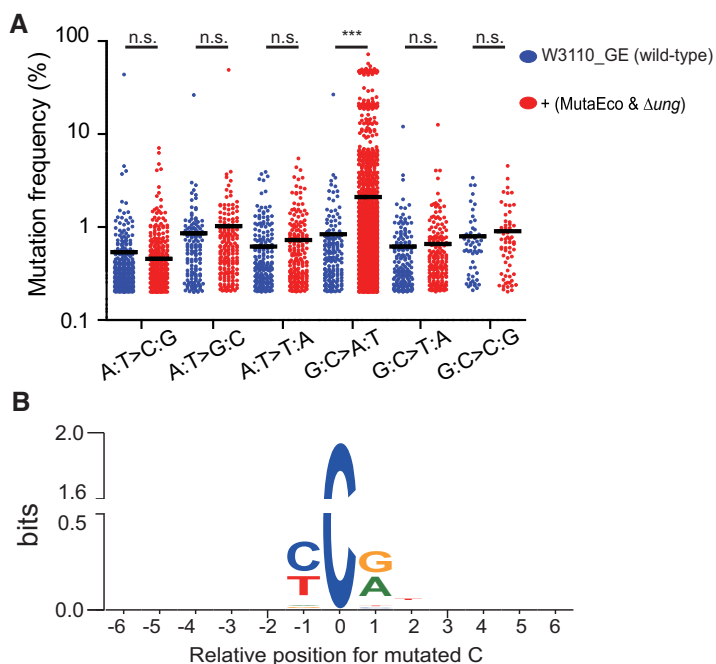 A
n.s. n.s. n.s. *** n.s. n.s.
100
10
1
0.1
Mutation frequency (%)
W3110_GE (wild-type)
+ (MutaEco & Δung)
A:T>C:G A:T>G:C A:T>T:A G:C>A:T G:C>T:A G:C>C:G
B
2.0
1.6
0.5
0.0
bits
C
C G
T A
-6 -5 -4 -3 -2 -1 0 1 2 3 4 5 6
Relative position for mutated C